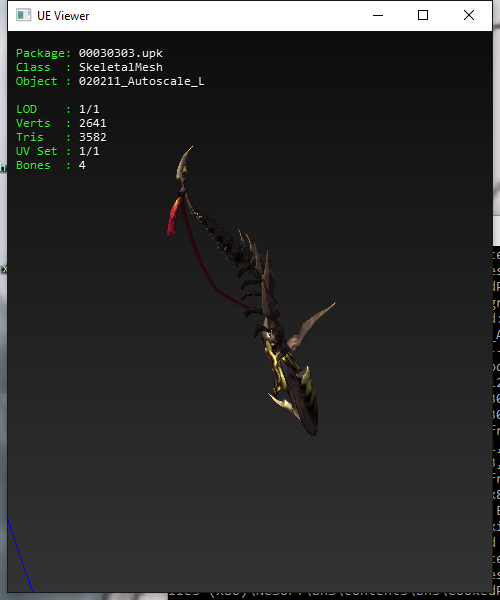 UE Viewer
Package: 00030303.upk
Class : SkeletalMesh
Object : 020211_Autoscale_L
LOD : 1/1
Verts : 2641
Tris : 3582
UV Set : 1/1
Bones : 4